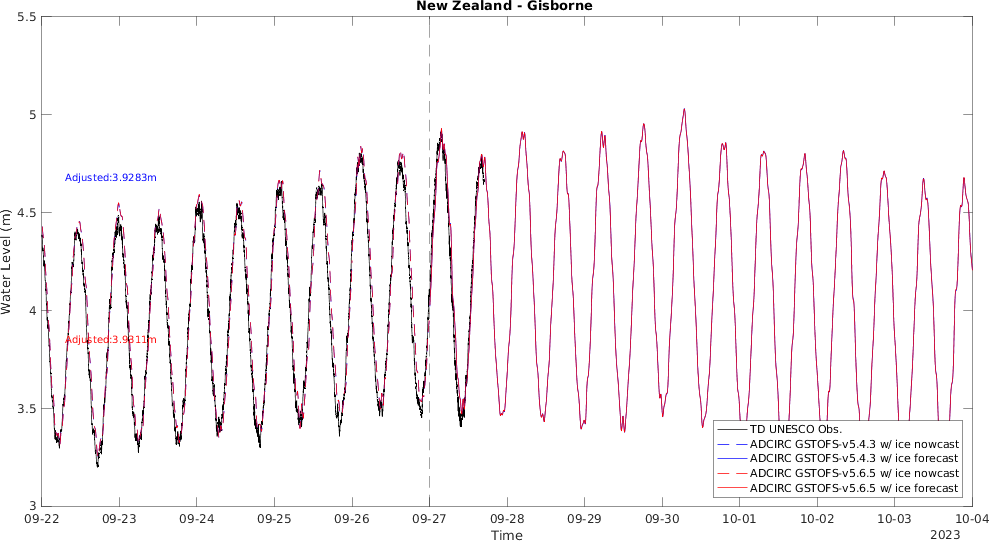 New Zealand - Gisborne
5.5
5
4.5
4
3.5
3
Water Level (m)
Adjusted:3.9283m
Adjusted:3.9311m
TD UNESCO Obs.
ADCIRC GSTOFS-v5.4.3 w/ ice nowcast
ADCIRC GSTOFS-v5.4.3 w/ ice forecast
ADCIRC GSTOFS-v5.6.5 w/ ice nowcast
ADCIRC GSTOFS-v5.6.5 w/ ice forecast
09-22 09-23 09-24 09-25 09-26 09-27 09-28 09-29 09-30 10-01 10-02 10-03 10-04
Time
2023